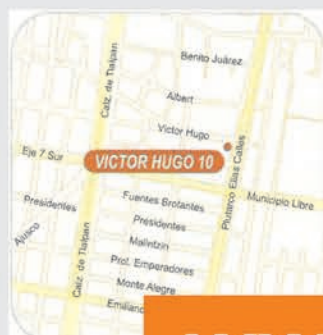 Benito Juárez
Calz. de Tlalpan
Albert
Victor Hugo
Eje 7 Sur
VICTOR HUGO 10
Plutarco Elías Calles
Presidentes
Fuentes Brotantes
Municipio Libre
Ajusco
Presidentes
Malintzin
Calz. de Tlalpan
Prol. Emperadores
Monte Alegre